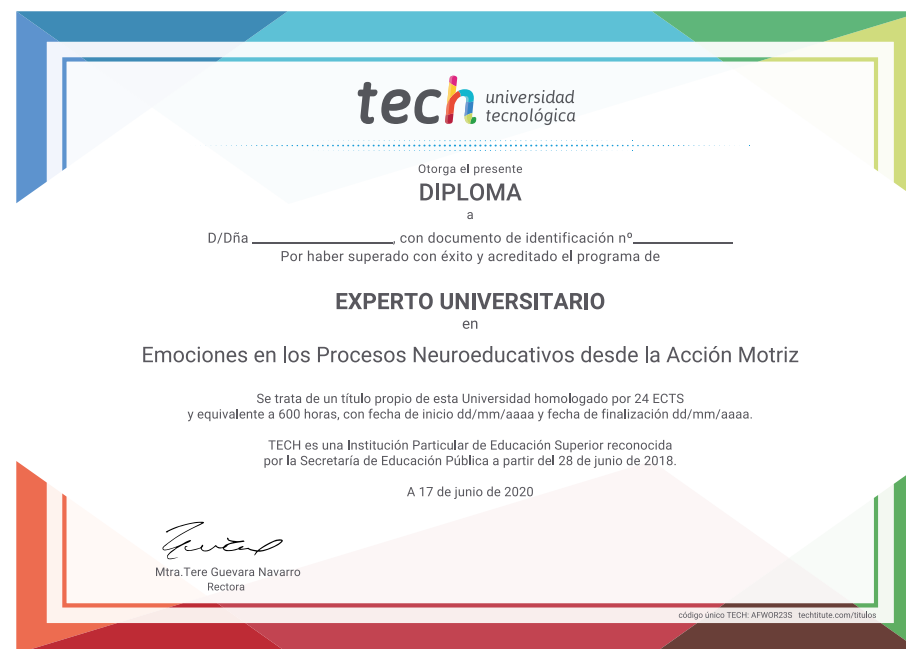 tech universidad
tecnológica
Otorga el presente
DIPLOMA
a
D/Dña ____________________, con documento de identificación nº______________
Por haber superado con éxito y acreditado el programa de
EXPERTO UNIVERSITARIO
en
Emociones en los Procesos Neuroeducativos desde la Acción Motriz
Se trata de un título propio de esta Universidad homologado por 24 ECTS
y equivalente a 600 horas, con fecha de inicio dd/mm/aaaa y fecha de finalización dd/mm/aaaa.
TECH es una Institución Particular de Educación Superior reconocida
por la Secretaría de Educación Pública a partir del 28 de junio de 2018.
A 17 de junio de 2020
Mtra.Tere Guevara Navarro
Rectora
código único TECH: AFWOR23S techtitute.com/titulos